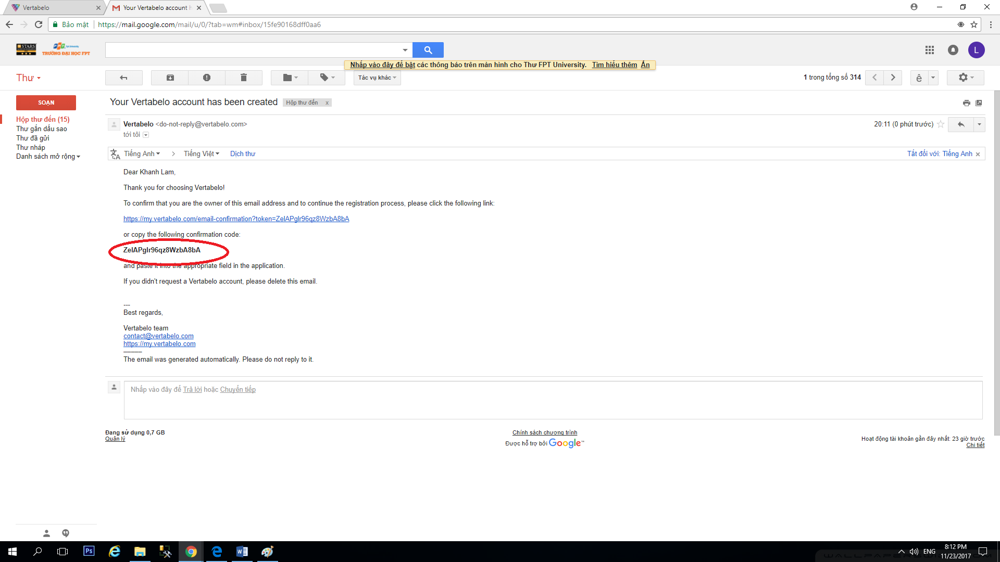 Vertabelo
Your Vertabelo account h
Bảo mật
https://mail.google.com/mail/u/0/?tab=wm#inbox/15fe90168dff0aa6
STARS
FPT Fpt University
TRƯỜNG ĐẠI HỌC FPT
L
Nhấp vào đây để bật các thông báo trên màn hình cho Thư FPT University. Tìm hiểu thêm Ẩn
Thư
Tác vụ khác
1 trong tổng số 314
ê
SOẠN
Hộp thư đến (15)
Thư gắn dấu sao
Thư đã gửi
Thư nháp
Danh sách mở rộng
Your Vertabelo account has been created
Hộp thư đến x
Vertabelo <do-not-reply@vertabelo.com>
20:11 (0 phút trước)
tới tôi
Tiếng Anh > Tiếng Việt Dịch thư
Tắt đối với: Tiếng Anh x
Dear Khanh Lam,
Thank you for choosing Vertabelo!
To confirm that you are the owner of this email address and to continue the registration process, please click the following link:
https://my.vertabelo.com/email-confirmation?token=ZelAPglr96qz8WzbA8bA
or copy the following confirmation code:
ZelAPglr96qz8WzbA8bA
and paste it into the appropriate field in the application.
If you didn't request a Vertabelo account, please delete this email.
---
Best regards,
Vertabelo team
contact@vertabelo.com
https://my.vertabelo.com
-----
The email was generated automatically. Please do not reply to it.
Nhấp vào đây để Trả lời hoặc Chuyển tiếp
Đang sử dụng 0,7 GB
Quản lý
Chính sách chương trình
Được hỗ trợ bởi Google™
Hoạt động tài khoản gần đây nhất: 23 giờ trước
Chi tiết
Ps
ENG
8:12 PM
11/23/2017